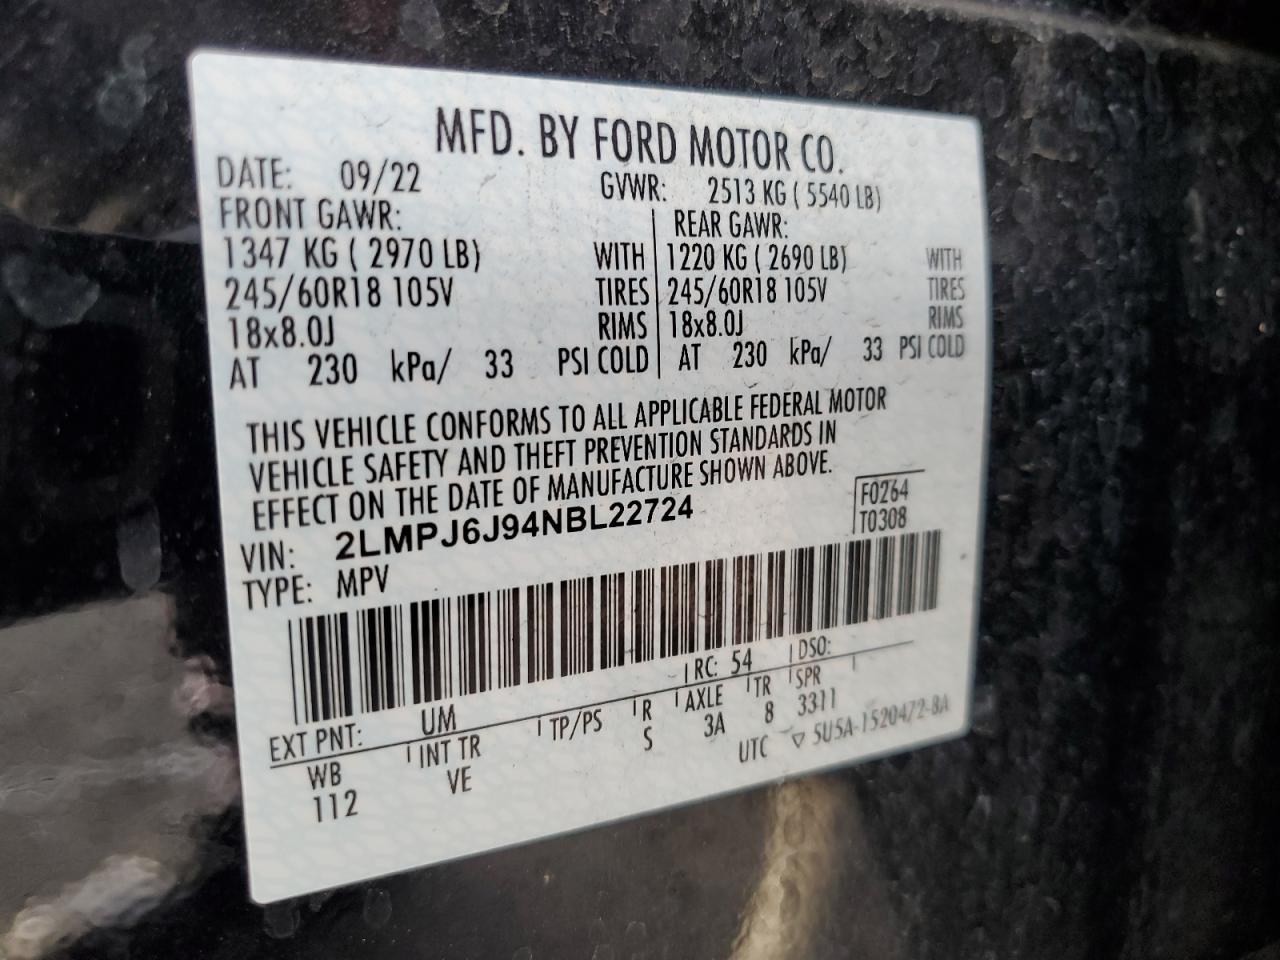 MFD. BY FORD MOTOR CO.
DATE: 09/22 GVWR: 2513 KG ( 5540 LB)
FRONT GAWR: REAR GAWR:
1347 KG ( 2970 LB) WITH 1220 KG ( 2690 LB) WITH
245/60R18 105V TIRES 245/60R18 105V TIRES
18x8.0J RIMS 18x8.0J RIMS
AT 230 kPa/ 33 PSI COLD AT 230 kPa/ 33 PSI COLD
THIS VEHICLE CONFORMS TO ALL APPLICABLE FEDERAL MOTOR
VEHICLE SAFETY AND THEFT PREVENTION STANDARDS IN
EFFECT ON THE DATE OF MANUFACTURE SHOWN ABOVE.
VIN: 2LMPJ6J94NBL22724 F0264
TYPE: MPV T0308
EXT PNT: UM RC: 54 DSO:
WB INT TR TP/PS R AXLE TR SPR
112 VE S 3A 8 3311
UTC ▽ 5U5A-1520472-BA